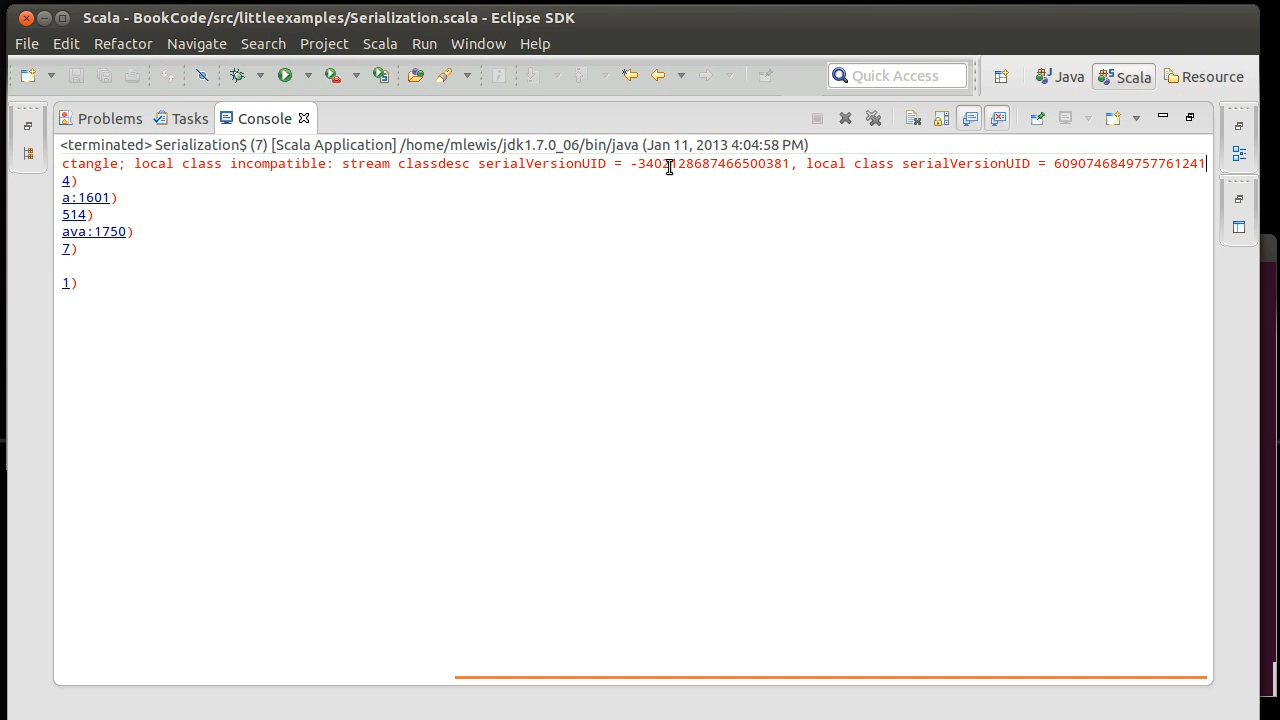 Scala - BookCode/src/littleexamples/Serialization.scala - Eclipse SDK
File Edit Refactor Navigate Search Project Scala Run Window Help
Quick Access Java Scala Resource
Problems Tasks Console
<terminated> Serialization$ (7) [Scala Application] /home/mlewis/jdk1.7.0_06/bin/java (Jan 11, 2013 4:04:58 PM)
ctangle; local class incompatible: stream classdesc serialVersionUID = -3402128687466500381, local class serialVersionUID = 6090746849757761241
4)
a:1601)
514)
ava:1750)
7)
1)